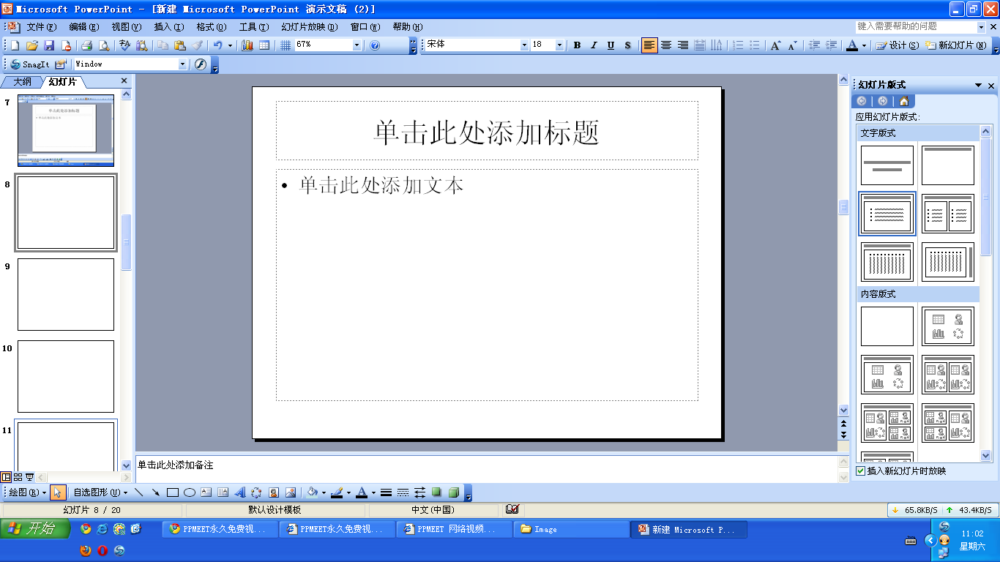 Microsoft PowerPoint - [新建 Microsoft PowerPoint 演示文稿 (2)]
文件(F) 编辑(E) 视图(V) 插入(I) 格式(O) 工具(T) 幻灯片放映(D) 窗口(W) 帮助(H) 键入需要帮助的问题
67% 宋体 18 B I U S A A A 设计(S) 新幻灯片(N)
SnagIt Window
大纲 幻灯片
幻灯片版式
应用幻灯片版式:
文字版式
7
单击此处添加标题
8
单击此处添加标题
• 单击此处添加文本
9
内容版式
10
11
单击此处添加备注
插入新幻灯片时放映
绘图(R) 自选图形(U) A A
幻灯片 8 / 20 默认设计模板 中文(中国) 65.8KB/S 43.4KB/S
开始 PPMEET永久免费视... PPMEET永久免费视... PPMEET 网络视频... Image 新建 Microsoft P... 11:02
星期六